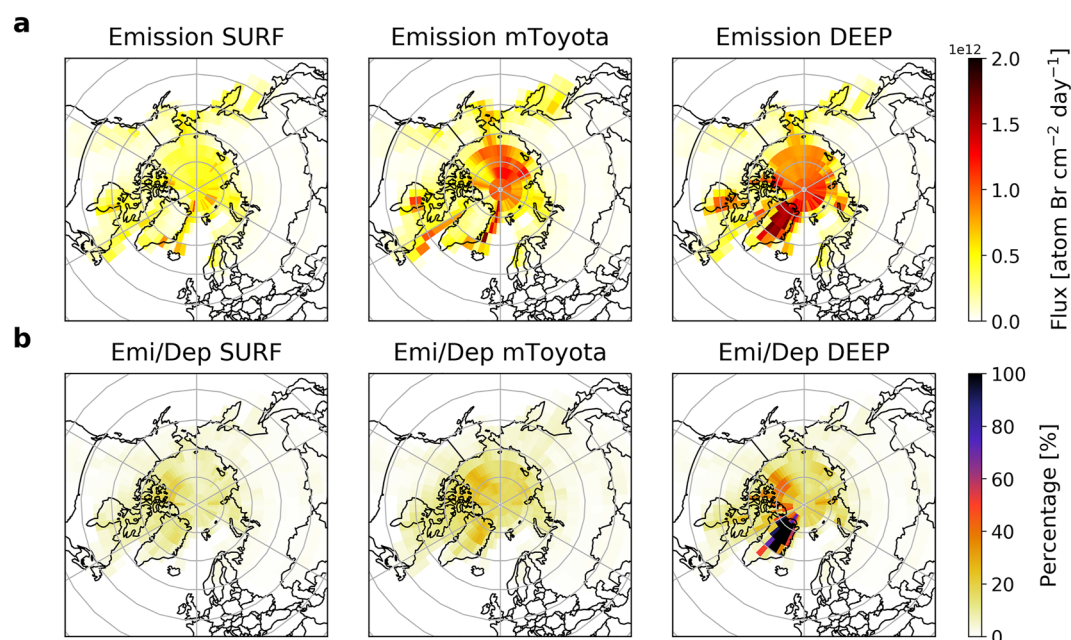 a
Emission SURF
Emission mToyota
Emission DEEP
1e12
2.0
1.5
1.0
0.5
0.0
Flux [atom Br cm⁻² day⁻¹]
b
Emi/Dep SURF
Emi/Dep mToyota
Emi/Dep DEEP
100
80
60
40
20
0
Percentage [%]